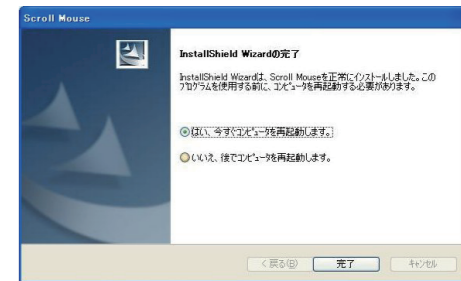 Scroll Mouse
InstallShield Wizardの完了
InstallShield Wizardは、Scroll Mouseを正常にインストールしました。この
プログラムを使用する前に、コンピュータを再起動する必要があります。
はい、今すぐコンピュータを再起動します。
いいえ、後でコンピュータを再起動します。
< 戻る(B)
完了
キャンセル